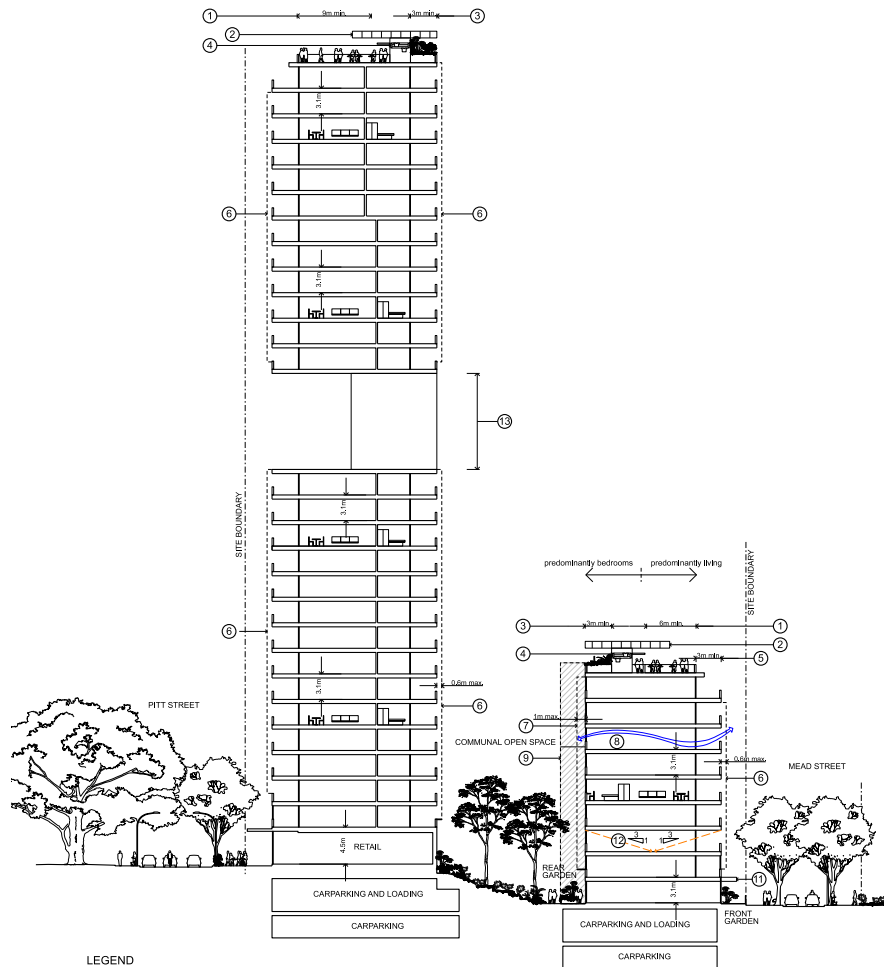 1
9m min.
3m min
3
2
4
3.1m
6
6
3.1m
13
SITE BOUNDARY
3.1m
6
3.1m
0.6m max.
6
PITT STREET
4.5m
RETAIL
CARPARKING AND LOADING
CARPARKING
predominantly bedrooms
predominantly living
SITE BOUNDARY
3
3m min
6m min.
1
2
4
3m min
5
1m max.
7
COMMUNAL OPEN SPACE
8
9
3.1m
0.6m max.
6
MEAD STREET
3
1
3
1
12
REAR
GARDEN
3.1m
11
FRONT
GARDEN
CARPARKING AND LOADING
CARPARKING
LEGEND